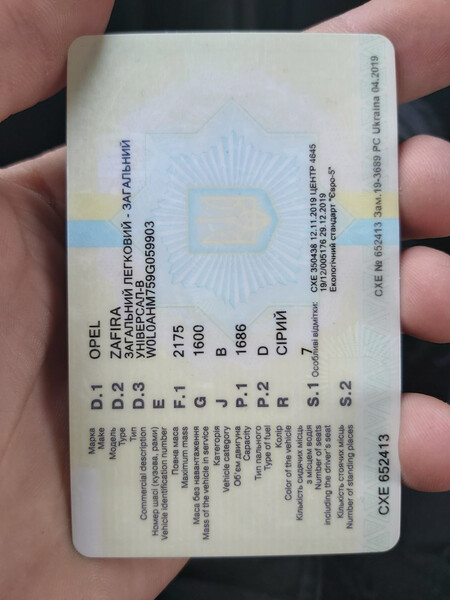 Марка
Make
D.1 OPEL
Модель
D.2 ZAFIRA
Type
Тип
D.3 ЗАГАЛЬНИЙ ЛЕГКОВИЙ - ЗАГАЛЬНИЙ
Commercial description
УНІВЕРСАЛ-В
Номер шасі (кузова, рами)
E W0L0AHM759G059903
Vehicle identification number
Повна маса
F.1 2175
Maximum mass
Маса без навантаження
G 1600
Mass of the vehicle in service
Категорія
J B
Vehicle category
Об'єм двигуна
P.1 1686
Capacity
Тип пального
P.2 D
Type of fuel
Колір
R СІРИЙ
Color of the vehicle
Кількість сидячих місць
з місцем водія
S.1 7
Number of seats
including the driver's seat
Кількість стоячих місць
S.2
Number of standing places
Особливі відмітки:
СХЕ 350438 12.11.2019 ЦЕНТР 4845
19/12/005176 29.12.2019
Екологічний стандарт "Євро-5"
СХЕ 652413
СХЕ № 652413 Зам.19-3689 PC Ukraina 04.2019